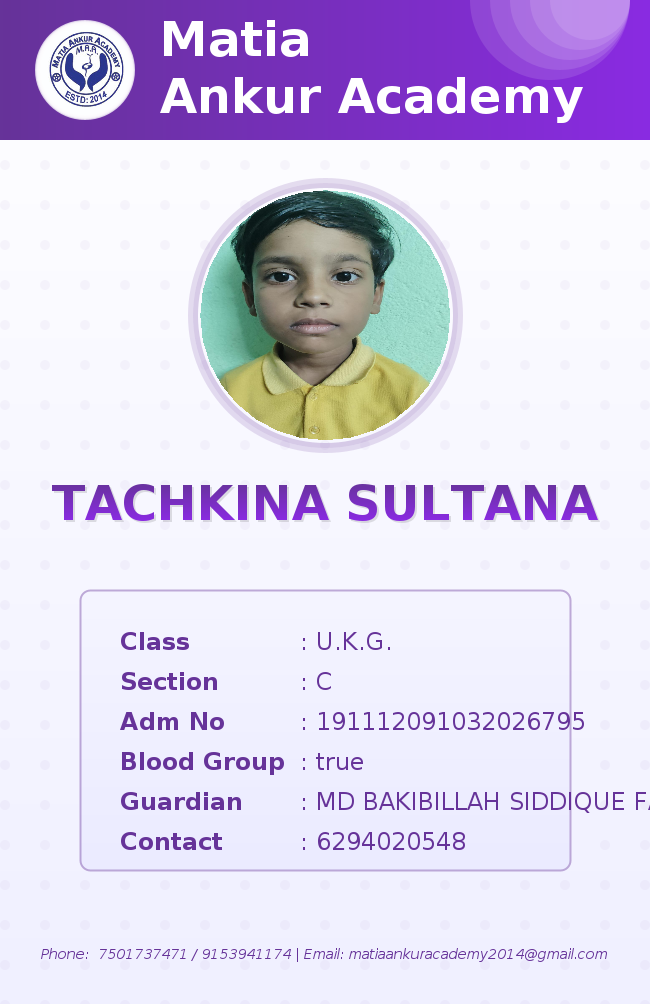 Matia
Ankur Academy
MATIA ANKUR ACADEMY
M.A.A.
ESTD: 2014
TACHKINA SULTANA
Class : U.K.G.
Section : C
Adm No : 191112091032026795
Blood Group : true
Guardian : MD BAKIBILLAH SIDDIQUE FA
Contact : 6294020548
Phone: 7501737471 / 9153941174 | Email: matiaankuracademy2014@gmail.com